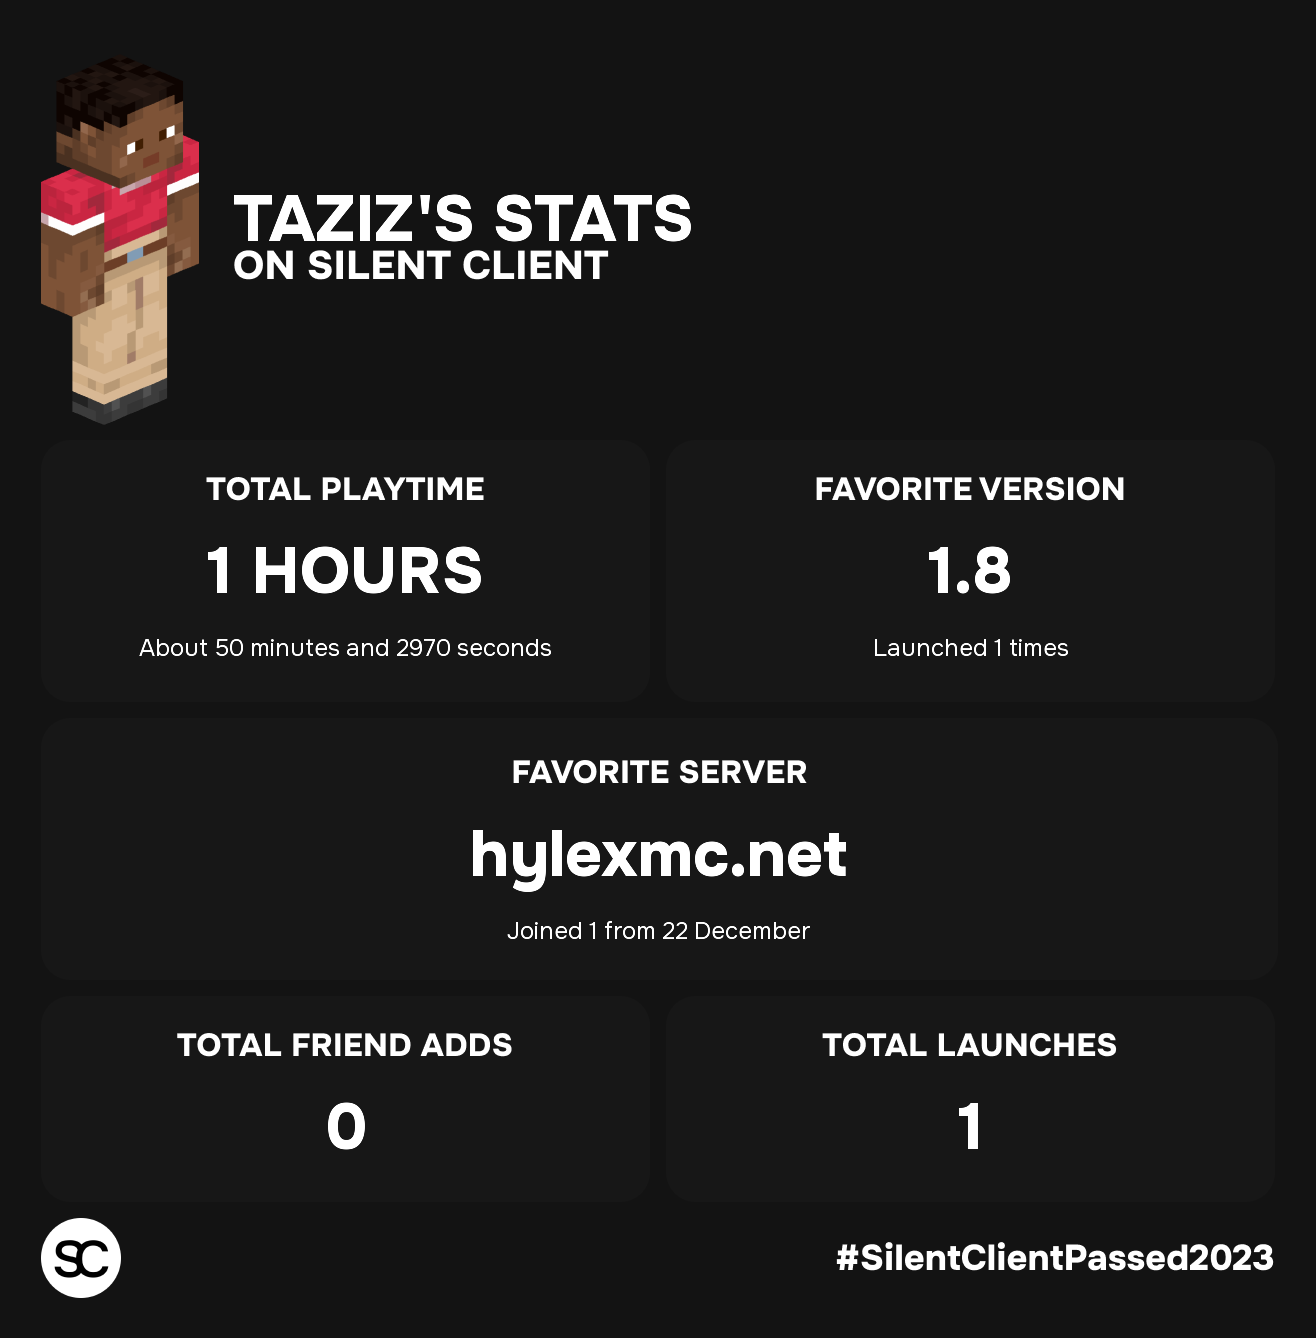 TAZIZ'S STATS
ON SILENT CLIENT
TOTAL PLAYTIME
1 HOURS
About 50 minutes and 2970 seconds
FAVORITE VERSION
1.8
Launched 1 times
FAVORITE SERVER
hylexmc.net
Joined 1 from 22 December
TOTAL FRIEND ADDS
0
TOTAL LAUNCHES
1
SC
#SilentClientPassed2023